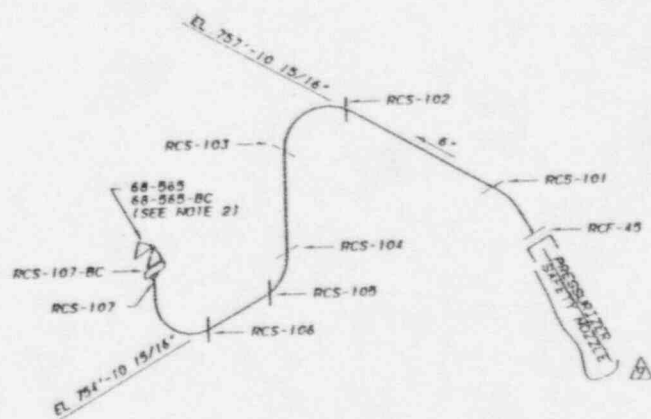 EL 757'-10 15/16"
RCS-102
RCS-103
6"
RCS-101
68-565
68-565-BC
(SEE NOTE 2)
RCF-45
RCS-104
RCS-107-BC
RCS-107
RCS-105
PRESSURIZER
SAFETY NOZZLE
RCS-106
EL 754'-10 15/16"